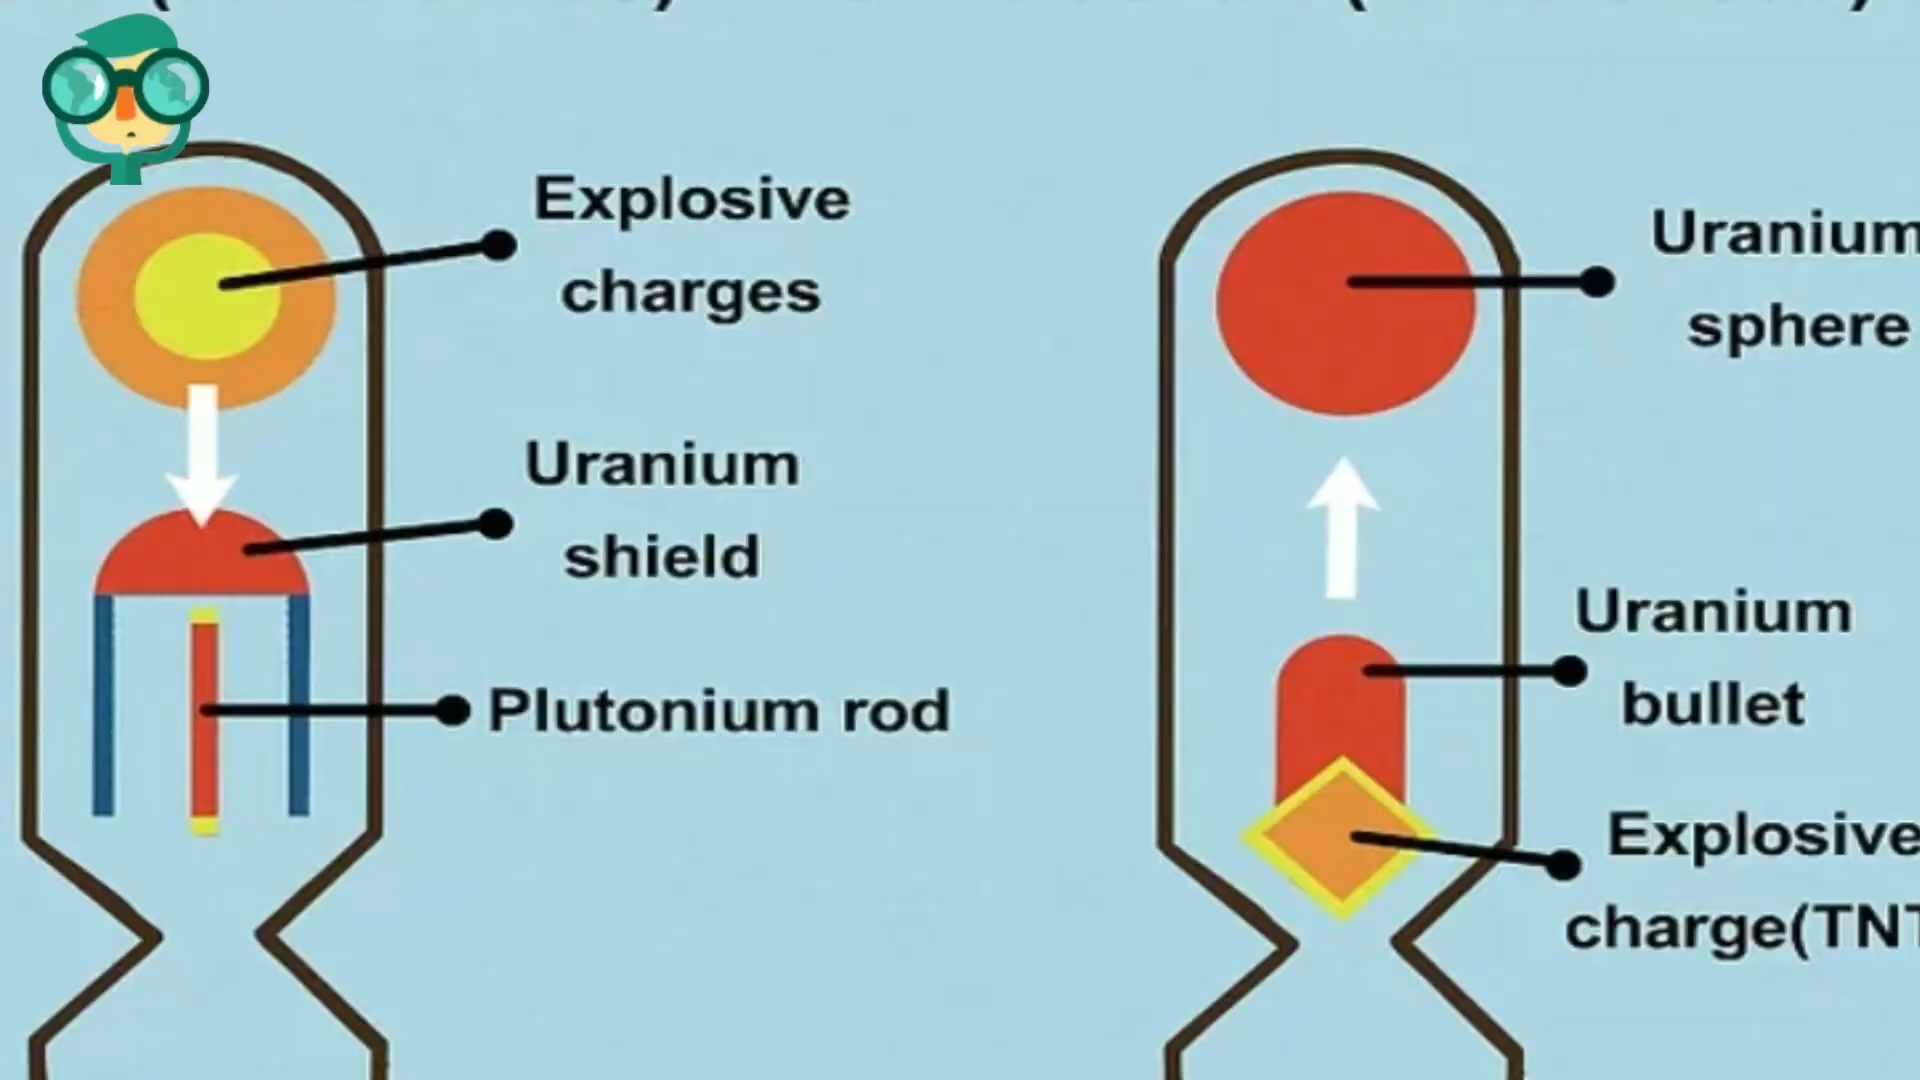 Explosive
charges
Uranium
shield
Plutonium rod
Uranium
sphere
Uranium
bullet
Explosive
charge(TNT